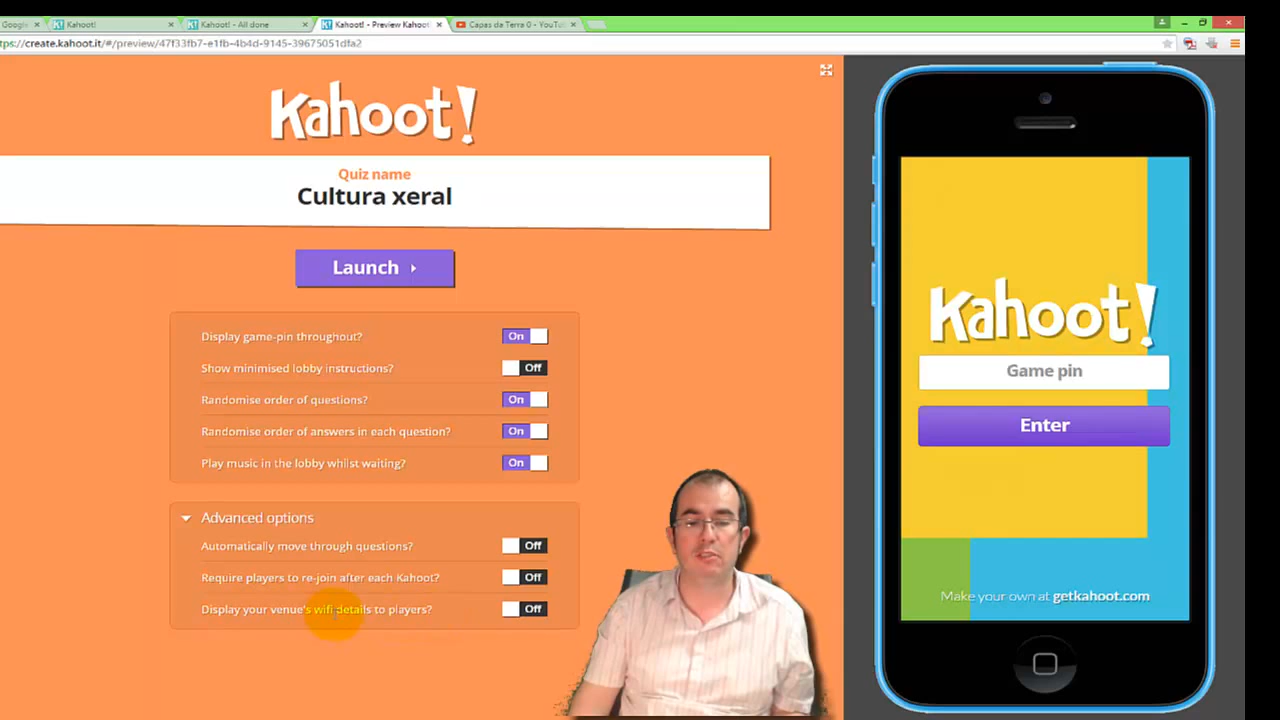 Google
Kahoot!
Kahoot! - All done
Kahoot! - Preview Kahoot!
Capas da Terra 0 - YouTu
tps://create.kahoot.it/#/preview/47f33fb7-e1fb-4b4d-9145-39675051dfa2
Kahoot!
Quiz name
Cultura xeral
Launch
Display game-pin throughout? On
Show minimised lobby instructions? Off
Randomise order of questions? On
Randomise order of answers in each question? On
Play music in the lobby whilst waiting? On
Advanced options
Automatically move through questions? Off
Require players to re-join after each Kahoot? Off
Display your venue's wifi details to players? Off
Kahoot!
Game pin
Enter
Make your own at getkahoot.com